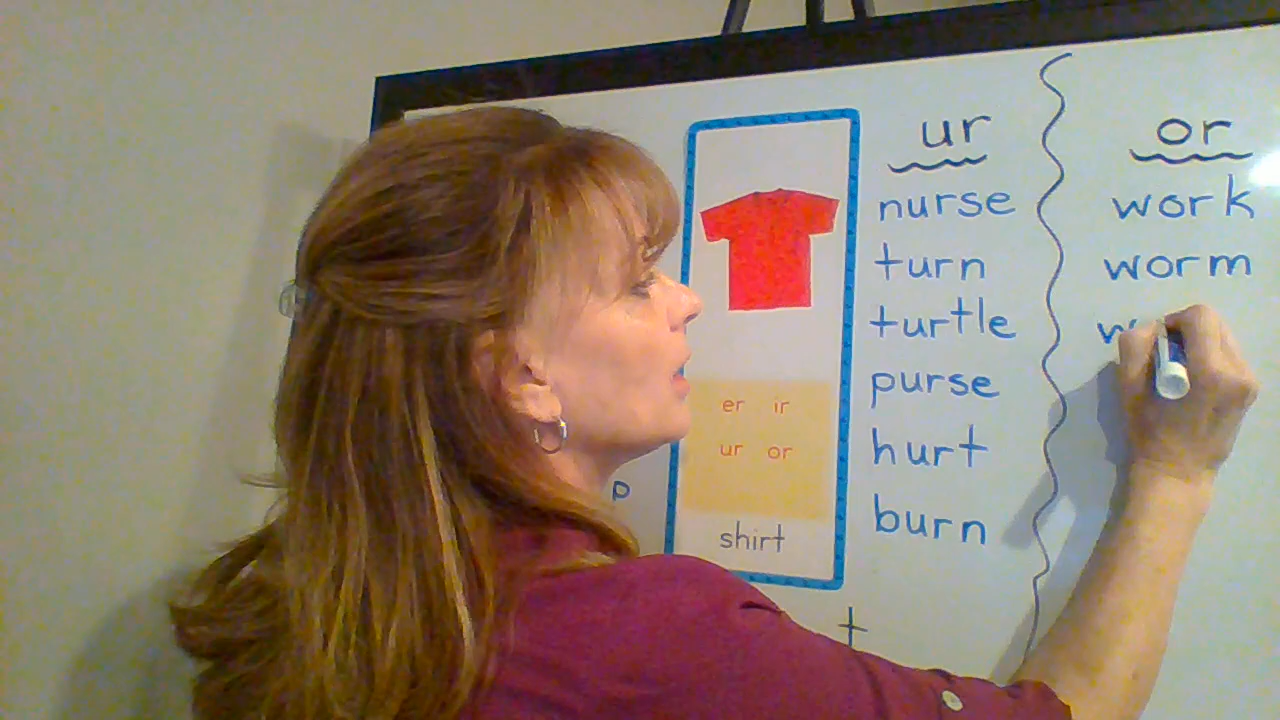 ur
nurse
turn
turtle
purse
hurt
burn
or
work
worm
er ir
ur or
shirt
p
t